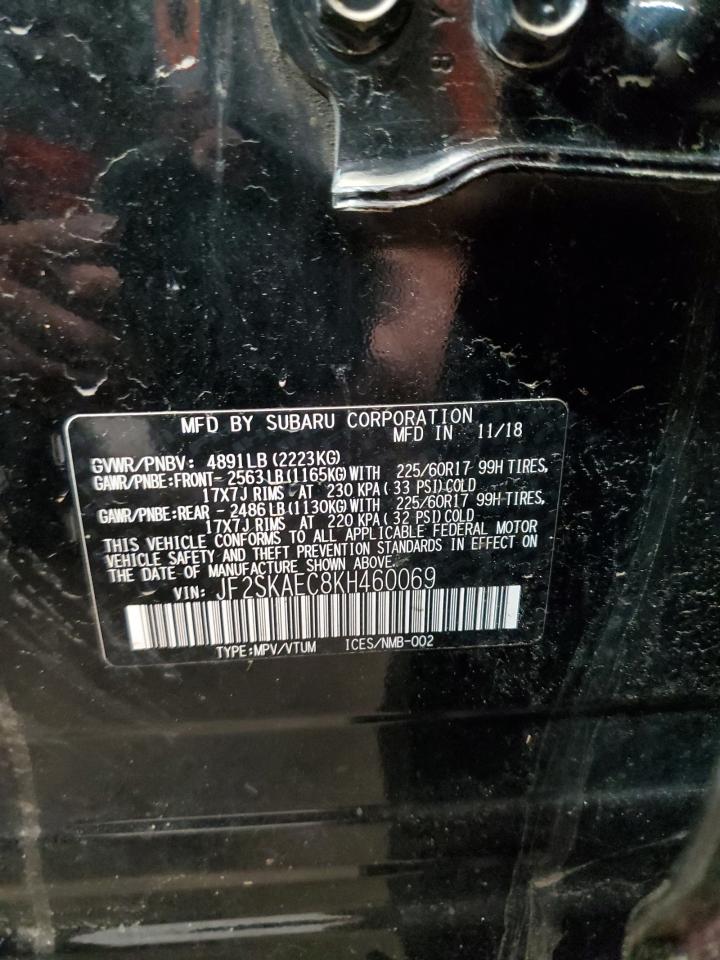 A B
MFD BY SUBARU CORPORATION
MFD IN 11/18
GVWR/PNBV: 4891LB(2223KG)
GAWR/PNBE:FRONT-2563LB(1165KG)WITH 225/60R17 99H TIRES,
17X7J RIMS AT 230 KPA(33 PSI)COLD
GAWR/PNBE:REAR -2486LB(1130KG)WITH 225/60R17 99H TIRES,
17X7J RIMS AT 220 KPA(32 PSI)COLD
THIS VEHICLE CONFORMS TO ALL APPLICABLE FEDERAL MOTOR
VEHICLE SAFETY AND THEFT PREVENTION STANDARDS IN EFFECT ON
THE DATE OF MANUFACTURE SHOWN ABOVE.
VIN: JF2SKAEC8KH460069
TYPE:MPV/VTUM ICES/NMB-002